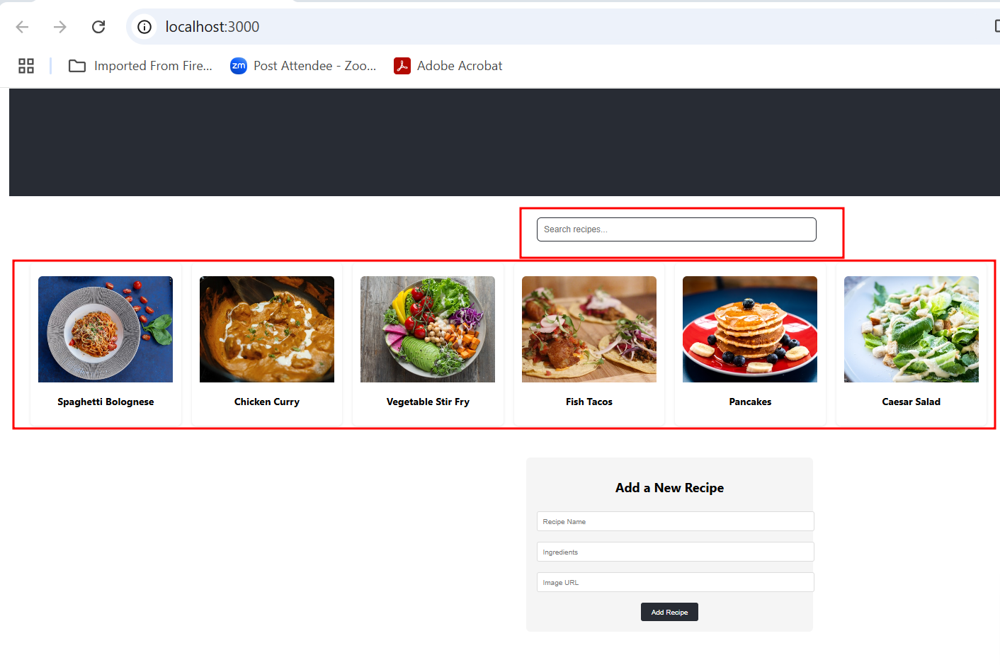 localhost:3000
Imported From Fire...
zm Post Attendee - Zoo...
Adobe Acrobat
Search recipes...
Spaghetti Bolognese
Chicken Curry
Vegetable Stir Fry
Fish Tacos
Pancakes
Caesar Salad
Add a New Recipe
Recipe Name
Ingredients
Image URL
Add Recipe